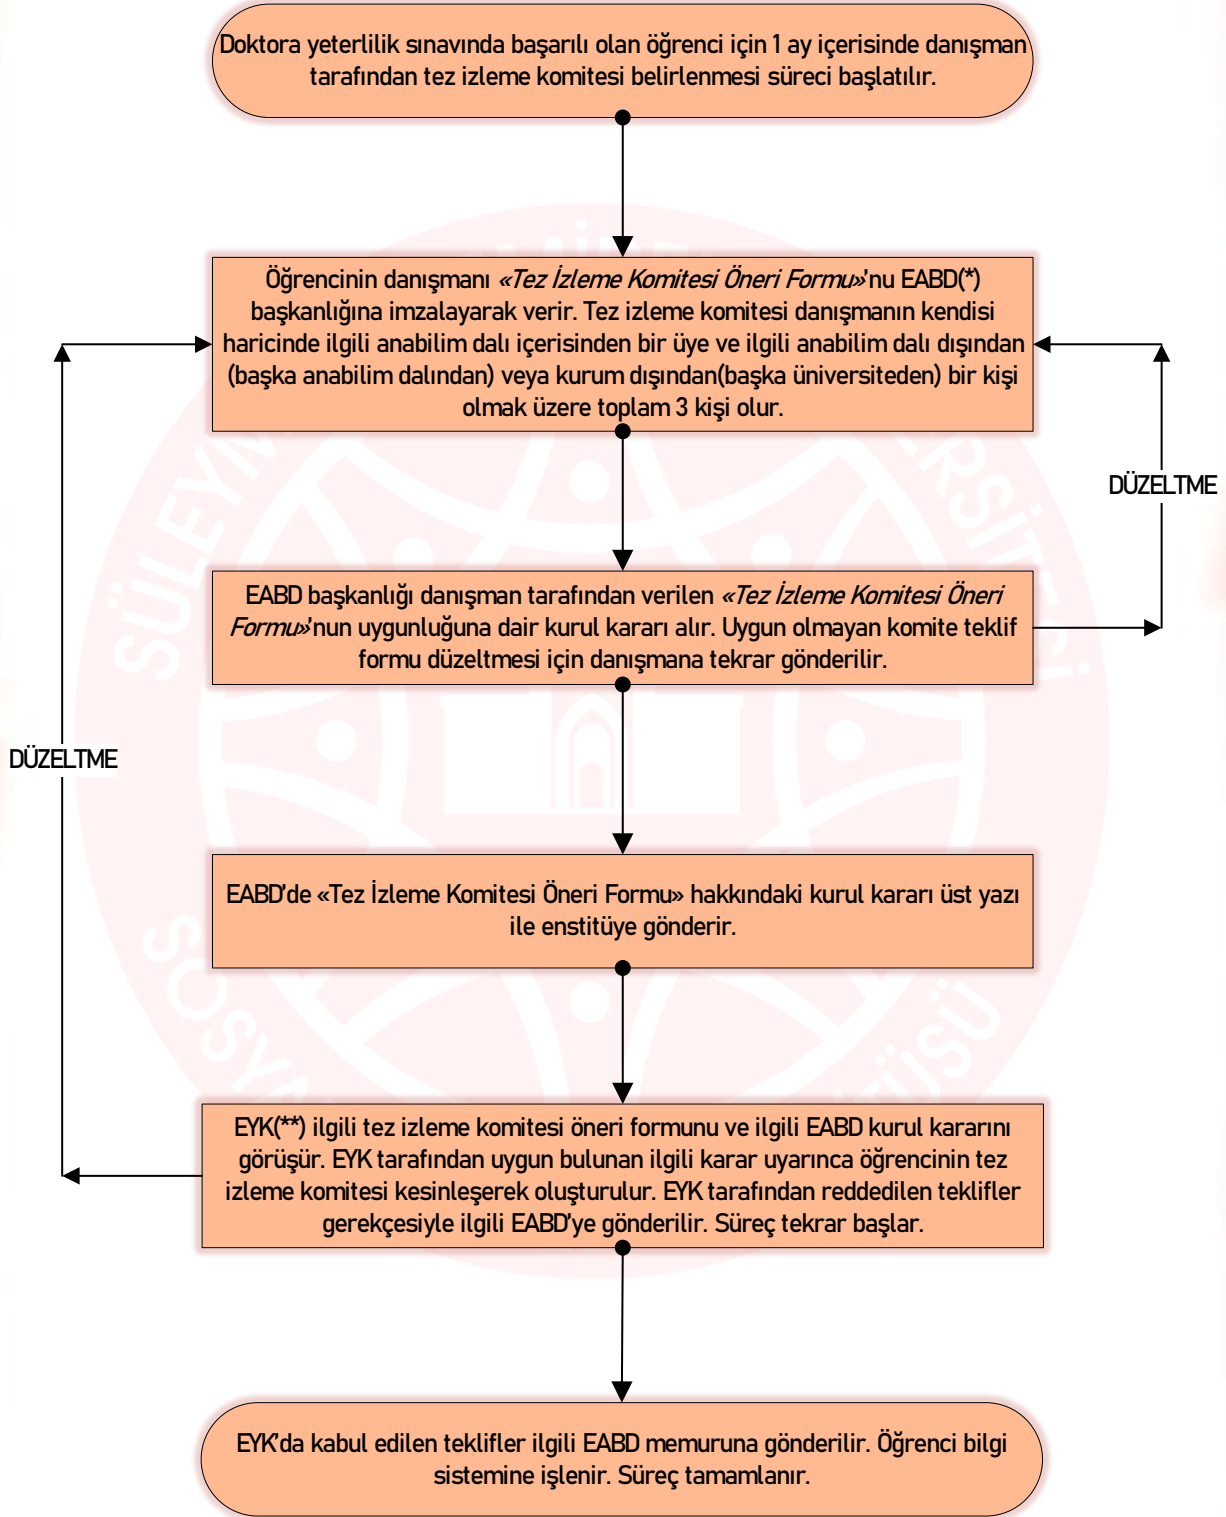 Doktora yeterlilik sınavında başarılı olan öğrenci için 1 ay içerisinde danışman
tarafından tez izleme komitesi belirlenmesi süreci başlatılır.
Öğrencinin danışmanı «Tez İzleme Komitesi Öneri Formu»'nu EABD(*)
başkanlığına imzalayarak verir. Tez izleme komitesi danışmanın kendisi
haricinde ilgili anabilim dalı içerisinden bir üye ve ilgili anabilim dalı dışından
(başka anabilim dalından) veya kurum dışından(başka üniversiteden) bir kişi
olmak üzere toplam 3 kişi olur.
DÜZELTME
EABD başkanlığı danışman tarafından verilen «Tez İzleme Komitesi Öneri
Formu»'nun uygunluğuna dair kurul kararı alır. Uygun olmayan komite teklif
formu düzeltmesi için danışmana tekrar gönderilir.
DÜZELTME
EABD'de «Tez İzleme Komitesi Öneri Formu» hakkındaki kurul kararı üst yazı
ile enstitüye gönderir.
EYK(**) ilgili tez izleme komitesi öneri formunu ve ilgili EABD kurul kararını
görüşür. EYK tarafından uygun bulunan ilgili karar uyarınca öğrencinin tez
izleme komitesi kesinleşerek oluşturulur. EYK tarafından reddedilen teklifler
gerekçesiyle ilgili EABD'ye gönderilir. Süreç tekrar başlar.
EYK'da kabul edilen teklifler ilgili EABD memuruna gönderilir. Öğrenci bilgi
sistemine işlenir. Süreç tamamlanır.